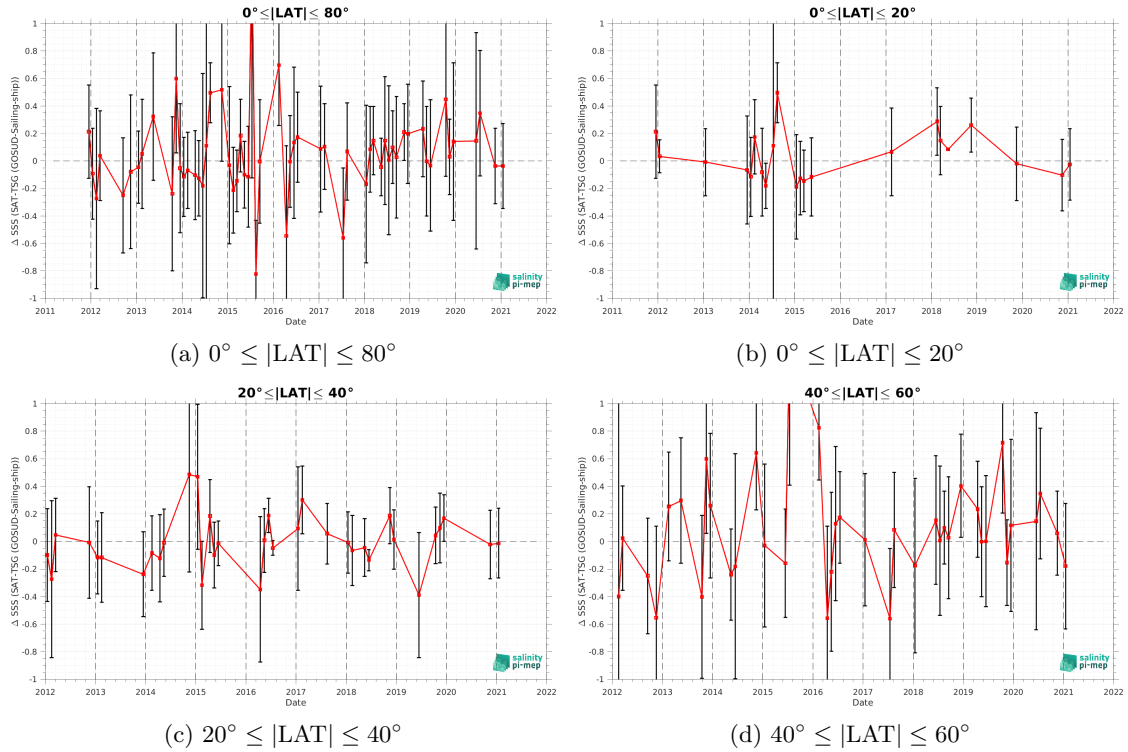 0°≤|LAT|≤ 80°
Δ SSS (SAT-TSG (GOSUD-Sailing-ship))
1
0.8
0.6
0.4
0.2
0
-0.2
-0.4
-0.6
-0.8
-1
2011 2012 2013 2014 2015 2016 2017 2018 2019 2020 2021 2022
Date
salinity
pi-mep
(a) 0° ≤ |LAT| ≤ 80°
0°≤|LAT|≤ 20°
Δ SSS (SAT-TSG (GOSUD-Sailing-ship))
1
0.8
0.6
0.4
0.2
0
-0.2
-0.4
-0.6
-0.8
-1
2011 2012 2013 2014 2015 2016 2017 2018 2019 2020 2021 2022
Date
salinity
pi-mep
(b) 0° ≤ |LAT| ≤ 20°
20°≤|LAT|≤ 40°
Δ SSS (SAT-TSG (GOSUD-Sailing-ship))
1
0.8
0.6
0.4
0.2
0
-0.2
-0.4
-0.6
-0.8
-1
2012 2013 2014 2015 2016 2017 2018 2019 2020 2021 2022
Date
salinity
pi-mep
(c) 20° ≤ |LAT| ≤ 40°
40°≤|LAT|≤ 60°
Δ SSS (SAT-TSG (GOSUD-Sailing-ship))
1
0.8
0.6
0.4
0.2
0
-0.2
-0.4
-0.6
-0.8
-1
2012 2013 2014 2015 2016 2017 2018 2019 2020 2021 2022
Date
salinity
pi-mep
(d) 40° ≤ |LAT| ≤ 60°